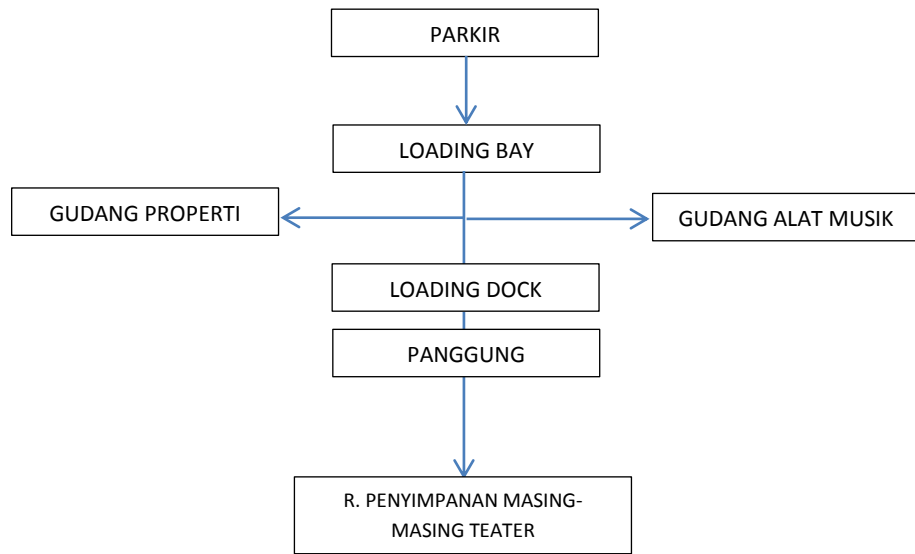 PARKIR
LOADING BAY
GUDANG PROPERTI
GUDANG ALAT MUSIK
LOADING DOCK
PANGGUNG
R. PENYIMPANAN MASING-
MASING TEATER